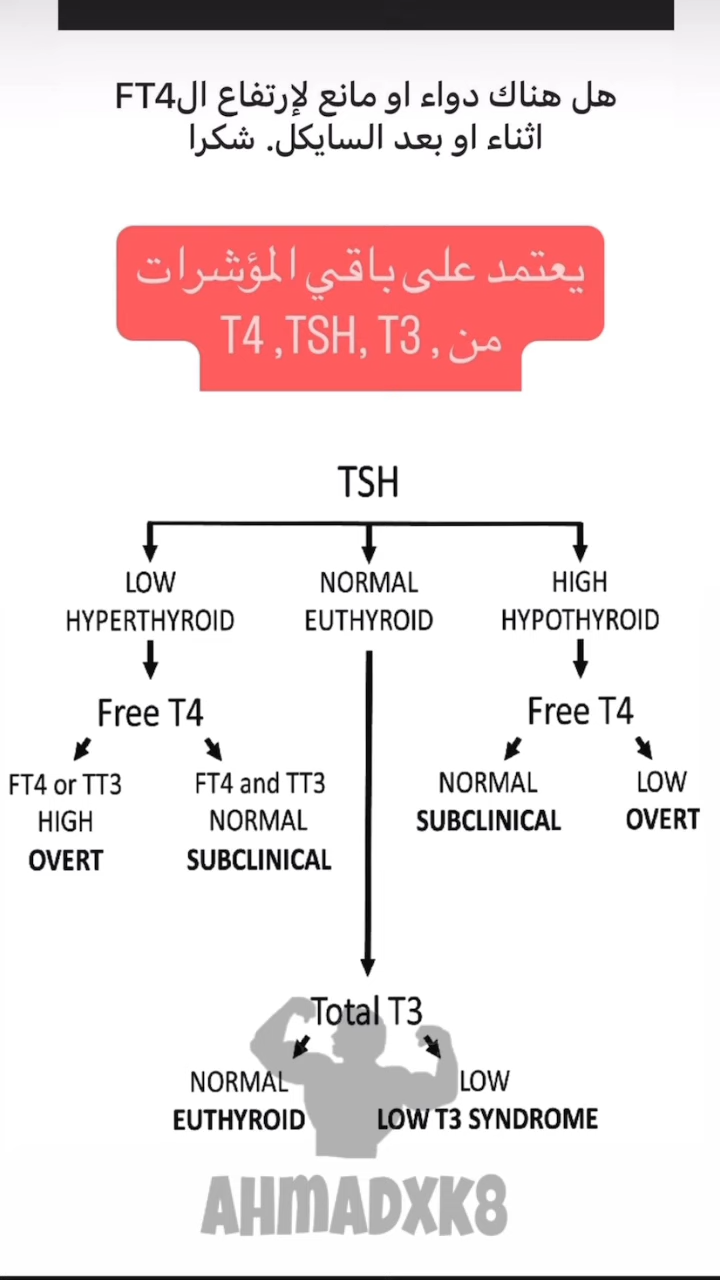 هل هناك دواء او مانع لإرتفاع الFT4
اثناء او بعد السايكل. شكرا
يعتمد على باقي المؤشرات
من , T4 ,TSH, T3
TSH
LOW NORMAL HIGH
HYPERTHYROID EUTHYROID HYPOTHYROID
Free T4 Free T4
FT4 or TT3 FT4 and TT3 NORMAL LOW
HIGH NORMAL SUBCLINICAL OVERT
OVERT SUBCLINICAL
Total T3
NORMAL LOW
EUTHYROID LOW T3 SYNDROME
AHMADXK8